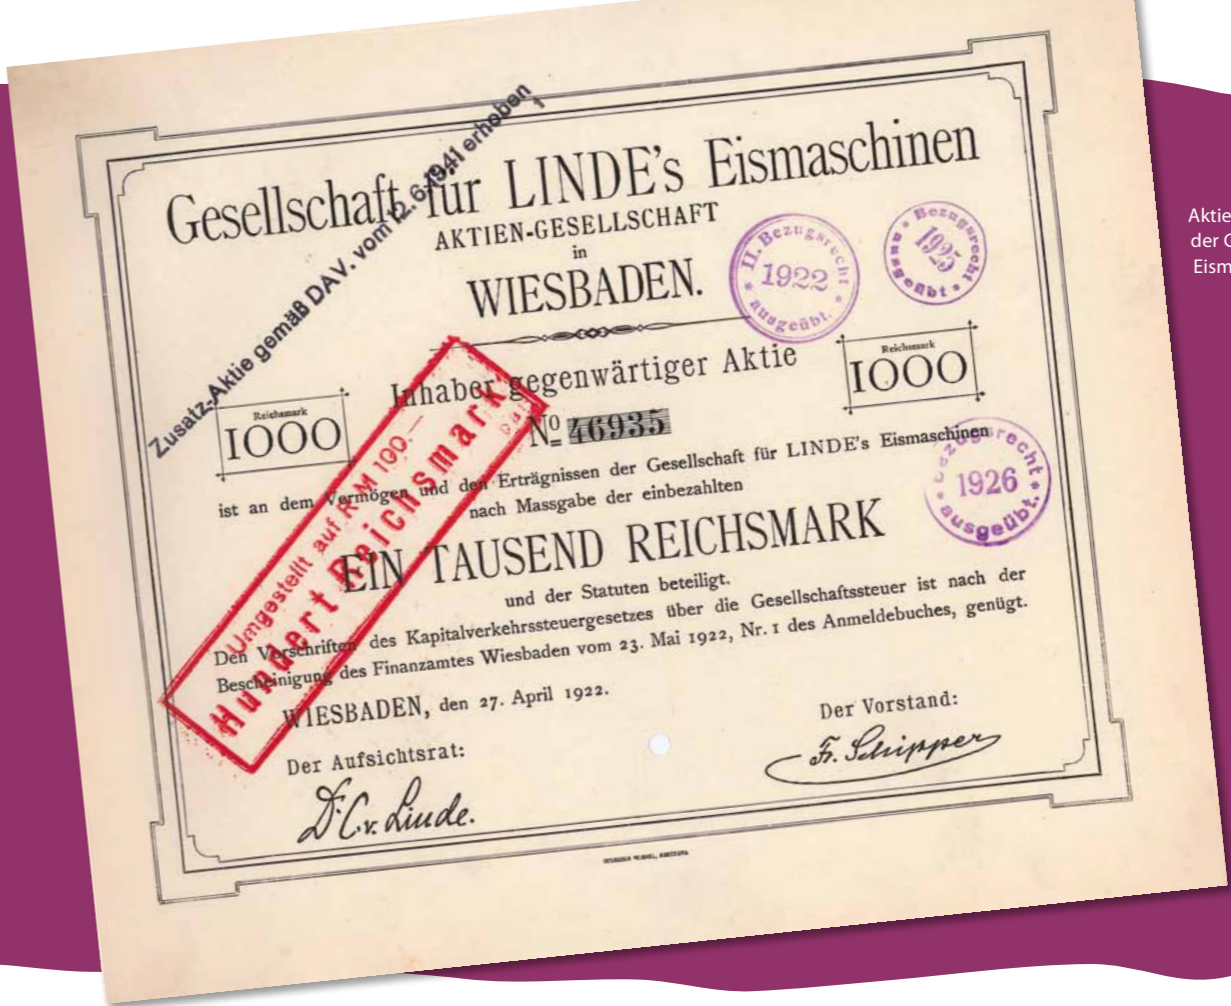 Zusatz-Aktie gemäß DAV. vom 12.6.1941 erhoben
Gesellschaft für LINDE's Eismaschinen
AKTIEN-GESELLSCHAFT
in
WIESBADEN.
II. Bezugsrecht
1922
ausgeübt.
Bezugsrecht
1925
ausgeübt
Inhaber gegenwärtiger Aktie
Reichsmark
1000
Reichsmark
1000
No 46935
ist an dem Vermögen und den Erträgnissen der Gesellschaft für LINDE's Eismaschinen
nach Massgabe der einbezahlten
EIN TAUSEND REICHSMARK
und der Statuten beteiligt.
Bezugsrecht
1926
ausgeübt.
Umgestellt auf RM 100.—
Hundert Reichsmark
Den Vorschriften des Kapitalverkehrssteuergesetzes über die Gesellschaftssteuer ist nach der
Bescheinigung des Finanzamtes Wiesbaden vom 23. Mai 1922, Nr. 1 des Anmeldebuches, genügt.
WIESBADEN, den 27. April 1922.
Der Aufsichtsrat:
Dr. C. v. Linde.
Der Vorstand:
Fr. Schipper
Aktie
der G
Eism